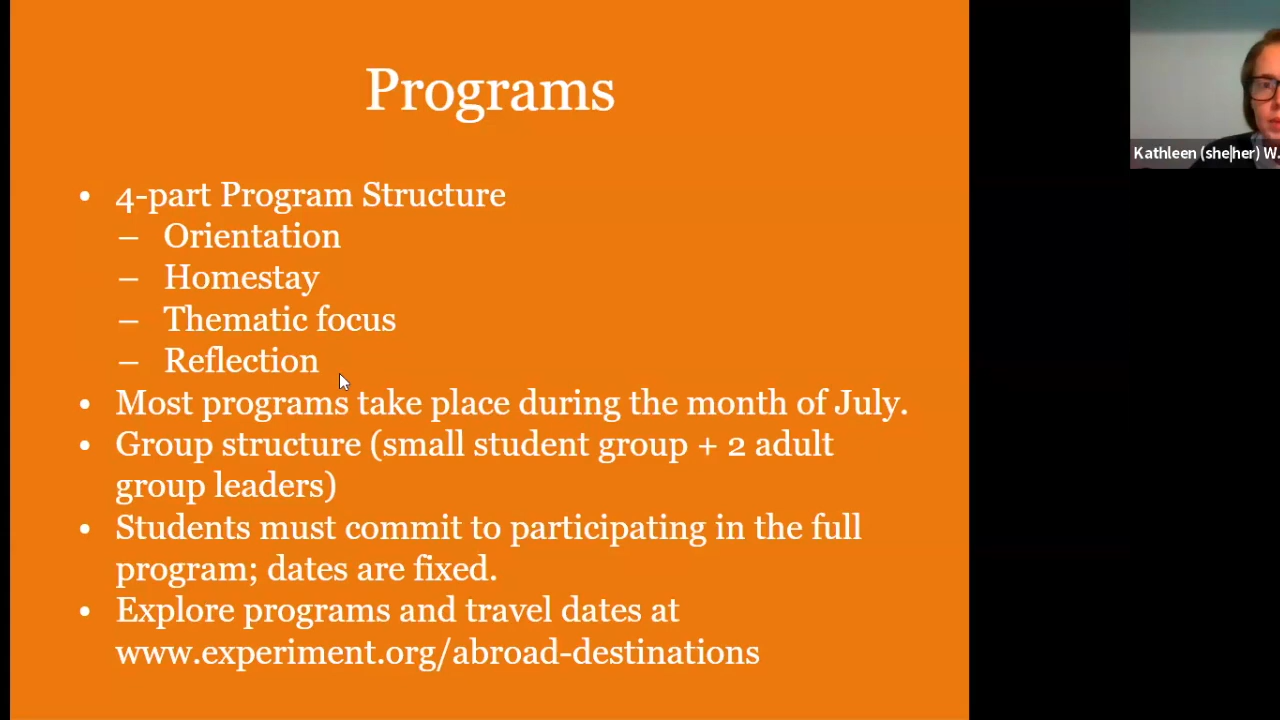 Programs
• 4-part Program Structure
– Orientation
– Homestay
– Thematic focus
– Reflection
• Most programs take place during the month of July.
• Group structure (small student group + 2 adult
group leaders)
• Students must commit to participating in the full
program; dates are fixed.
• Explore programs and travel dates at
www.experiment.org/abroad-destinations
Kathleen (she|her) W.